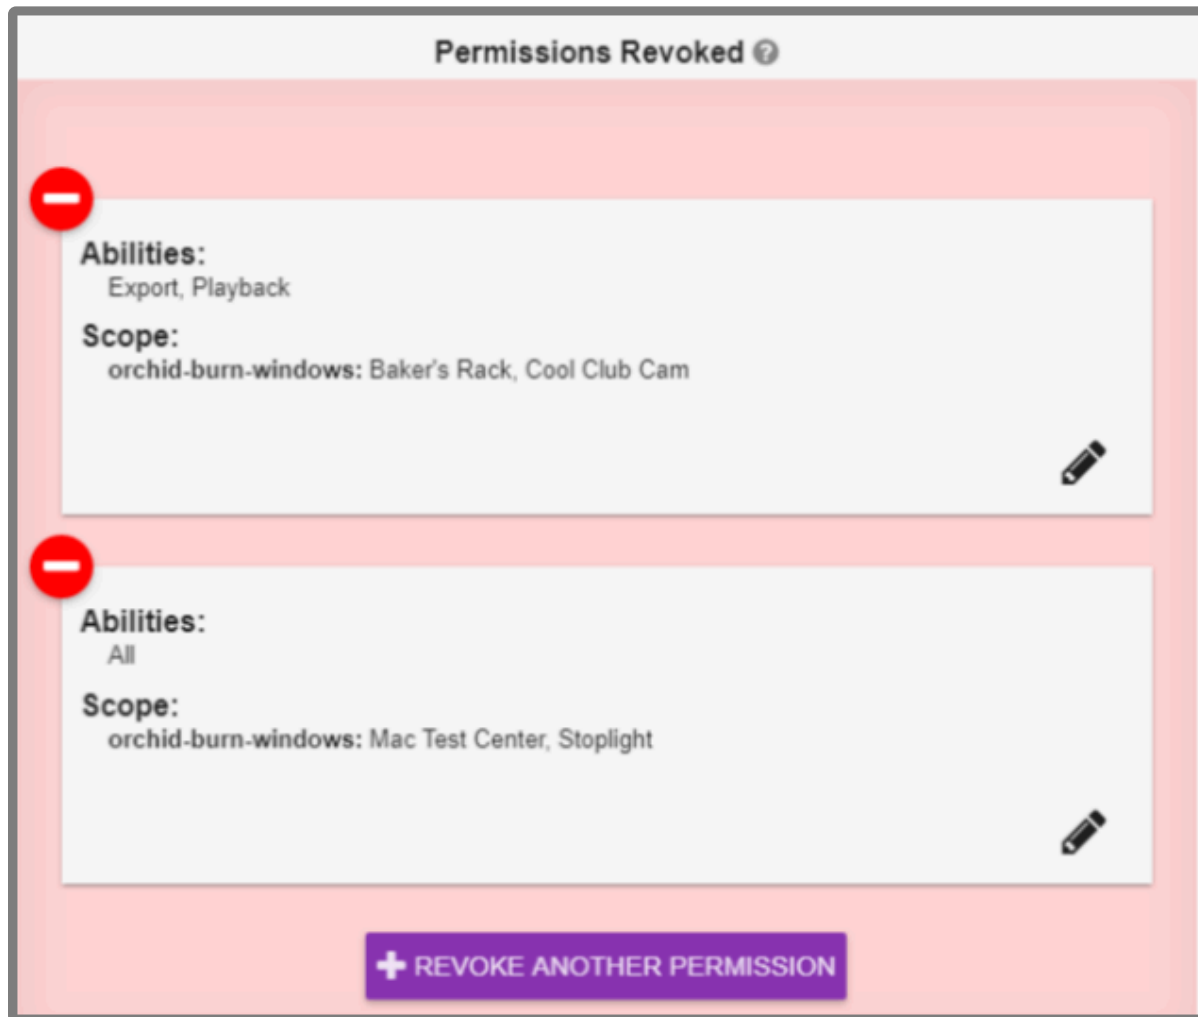 Permissions Revoked ?
Abilities:
Export, Playback
Scope:
orchid-burn-windows: Baker's Rack, Cool Club Cam
Abilities:
All
Scope:
orchid-burn-windows: Mac Test Center, Stoplight
+ REVOKE ANOTHER PERMISSION